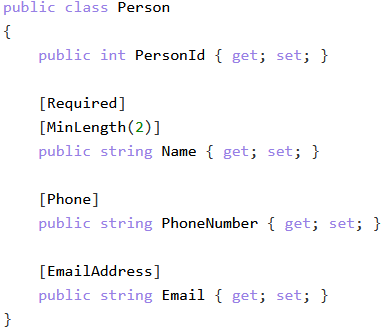 public class Person
{
    public int PersonId { get; set; }
    [Required]
    [MinLength(2)]
    public string Name { get; set; }
    [Phone]
    public string PhoneNumber { get; set; }
    [EmailAddress]
    public string Email { get; set; }
}